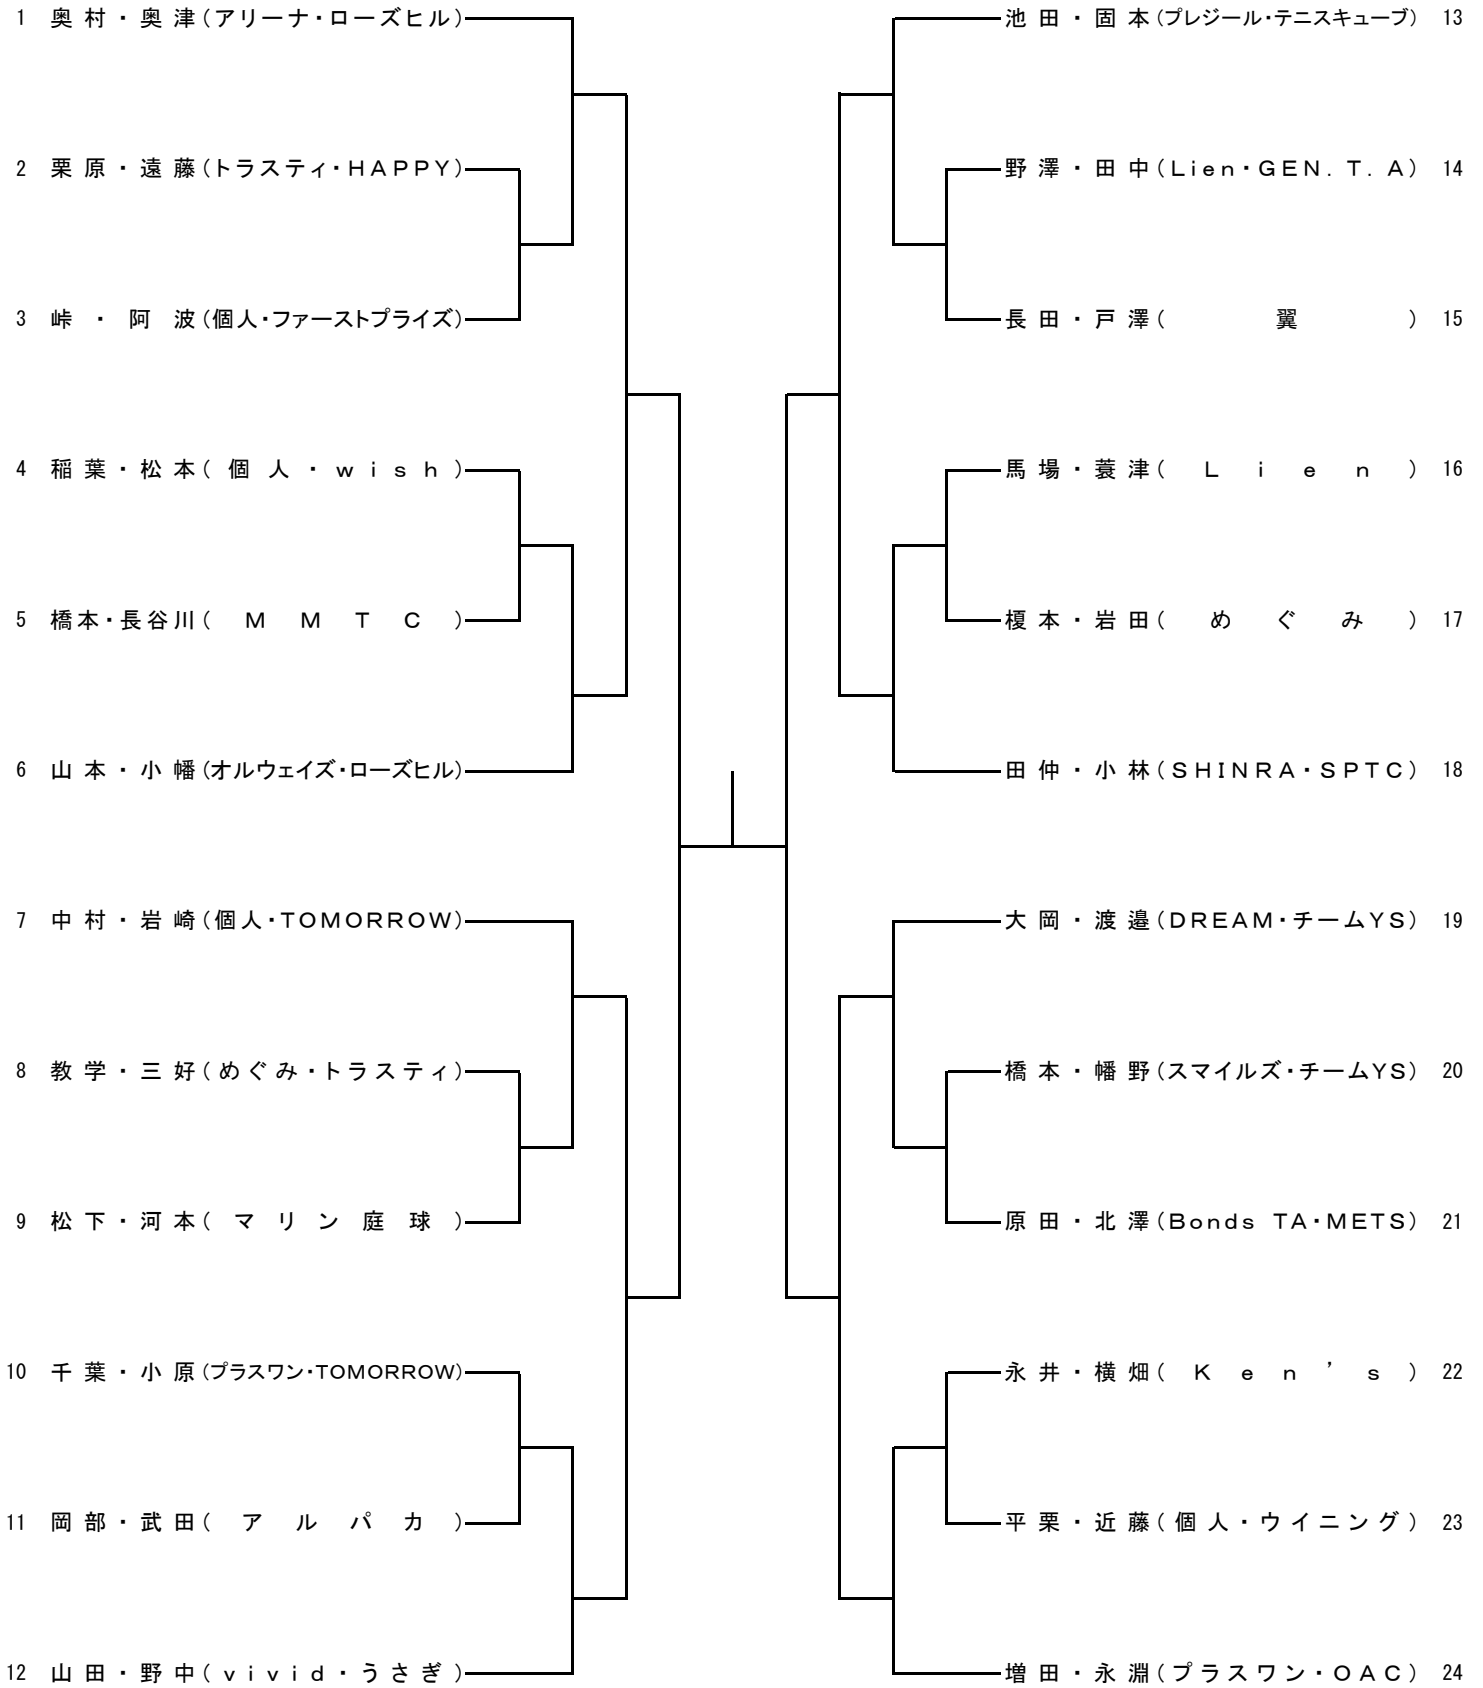 1 奥村・奥津(アリーナ・ローズヒル)
2 栗原・遠藤(トラスティ・HAPPY)
3 峠・阿波(個人・ファーストプライズ)
4 稲葉・松本(個人・wish)
5 橋本・長谷川(MMTC)
6 山本・小幡(オルウェイズ・ローズヒル)
7 中村・岩崎(個人・TOMORROW)
8 教学・三好(めぐみ・トラスティ)
9 松下・河本(マリン庭球)
10 千葉・小原(プラスワン・TOMORROW)
11 岡部・武田(アルパカ)
12 山田・野中(vivid・うさぎ)
池田・固本(プレジール・テニスキューブ) 13
野澤・田中(Lien・GEN.T.A) 14
長田・戸澤(翼) 15
馬場・蓑津(Lien) 16
榎本・岩田(めぐみ) 17
田仲・小林(SHINRA・SPTC) 18
大岡・渡邉(DREAM・チームYS) 19
橋本・幡野(スマイルズ・チームYS) 20
原田・北澤(Bonds TA・METS) 21
永井・横畑(Ken’s) 22
平栗・近藤(個人・ウイニング) 23
増田・永淵(プラスワン・OAC) 24